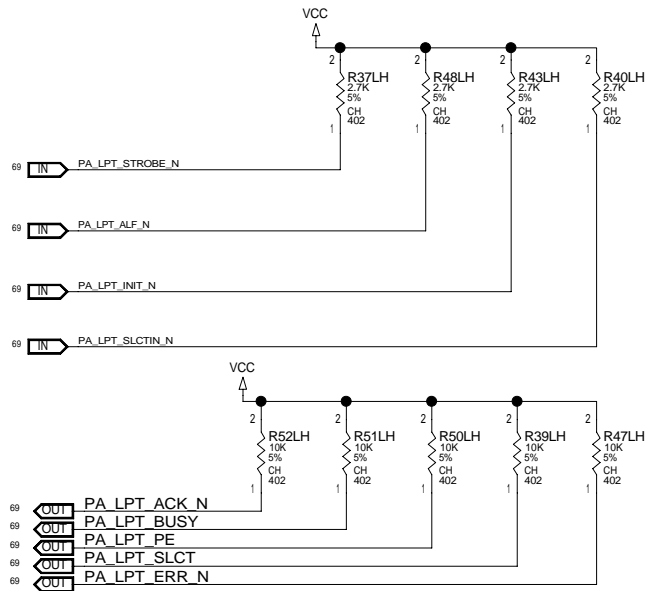 VCC
2 2 2 2
R37LH R48LH R43LH R40LH
2.7K 2.7K 2.7K 2.7K
5% 5% 5% 5%
CH CH CH CH
402 402 402 402
1 1 1 1
69 IN PA_LPT_STROBE_N
69 IN PA_LPT_ALF_N
69 IN PA_LPT_INIT_N
69 IN PA_LPT_SLCTIN_N
VCC
2 2 2 2 2
R52LH R51LH R50LH R39LH R47LH
10K 10K 10K 10K 10K
5% 5% 5% 5% 5%
CH CH CH CH CH
402 402 402 402 402
1 1 1 1 1
69 OUT PA_LPT_ACK_N
69 OUT PA_LPT_BUSY
69 OUT PA_LPT_PE
69 OUT PA_LPT_SLCT
69 OUT PA_LPT_ERR_N